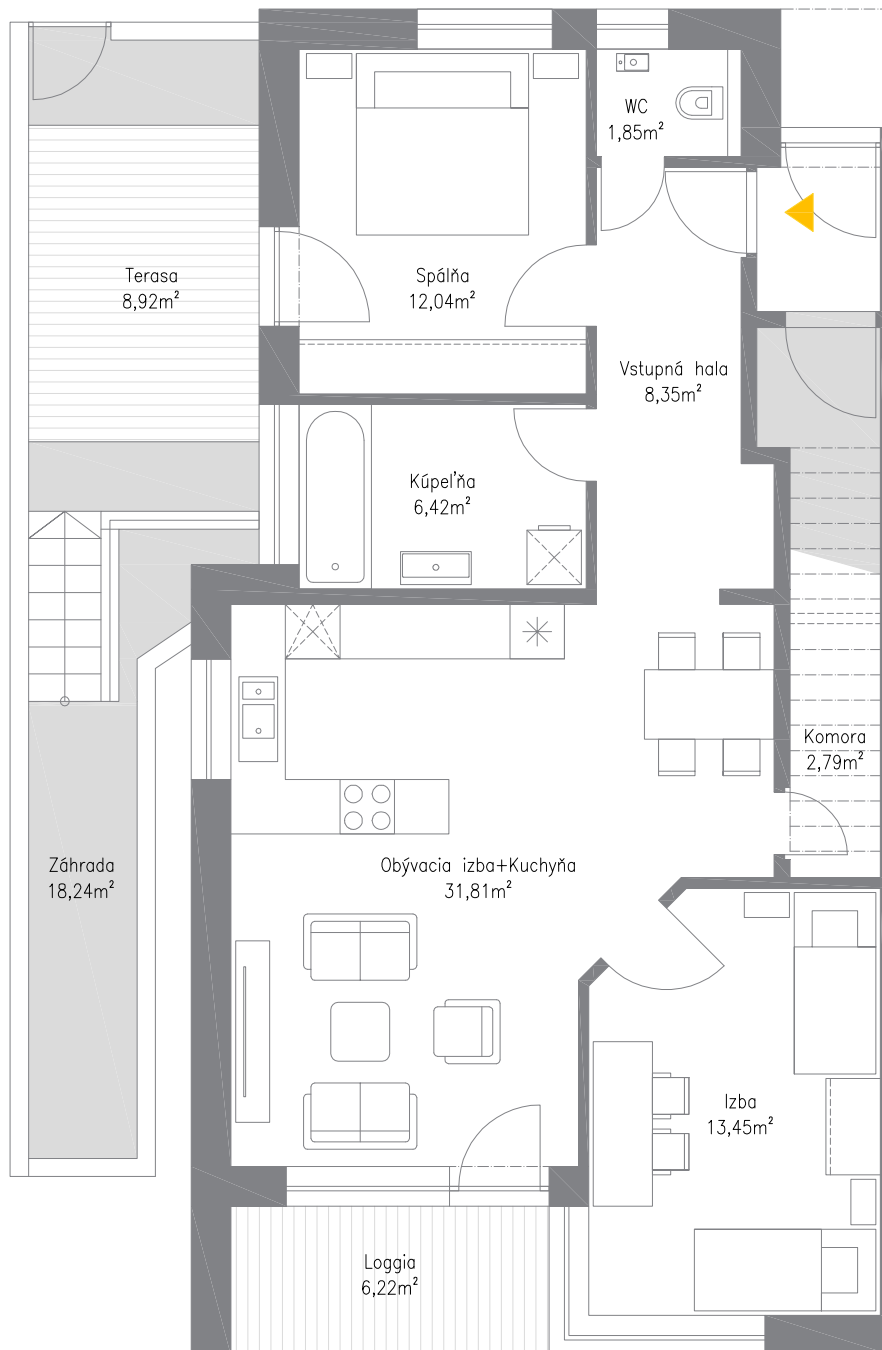 WC
1,85m²
Terasa
8,92m²
Spálňa
12,04m²
Vstupná hala
8,35m²
Kúpeľňa
6,42m²
Komora
2,79m²
Záhrada
18,24m²
Obývacia izba+Kuchyňa
31,81m²
Izba
13,45m²
Loggia
6,22m²